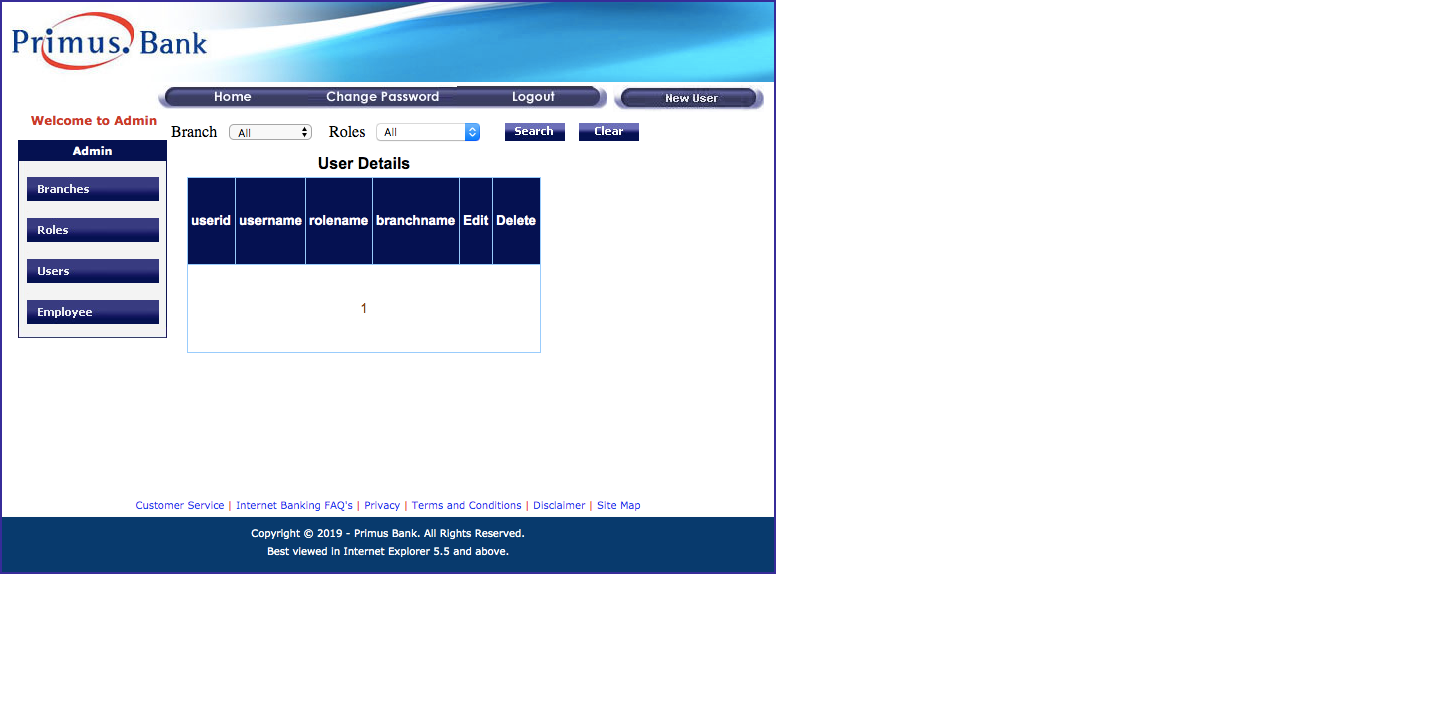 Primus. Bank
Home Change Password Logout New User
Welcome to Admin
Branch All Roles All Search Clear
Admin
Branches
Roles
Users
Employee
User Details
userid username rolename branchname Edit Delete
1
Customer Service | Internet Banking FAQ's | Privacy | Terms and Conditions | Disclaimer | Site Map
Copyright © 2019 - Primus Bank. All Rights Reserved.
Best viewed in Internet Explorer 5.5 and above.